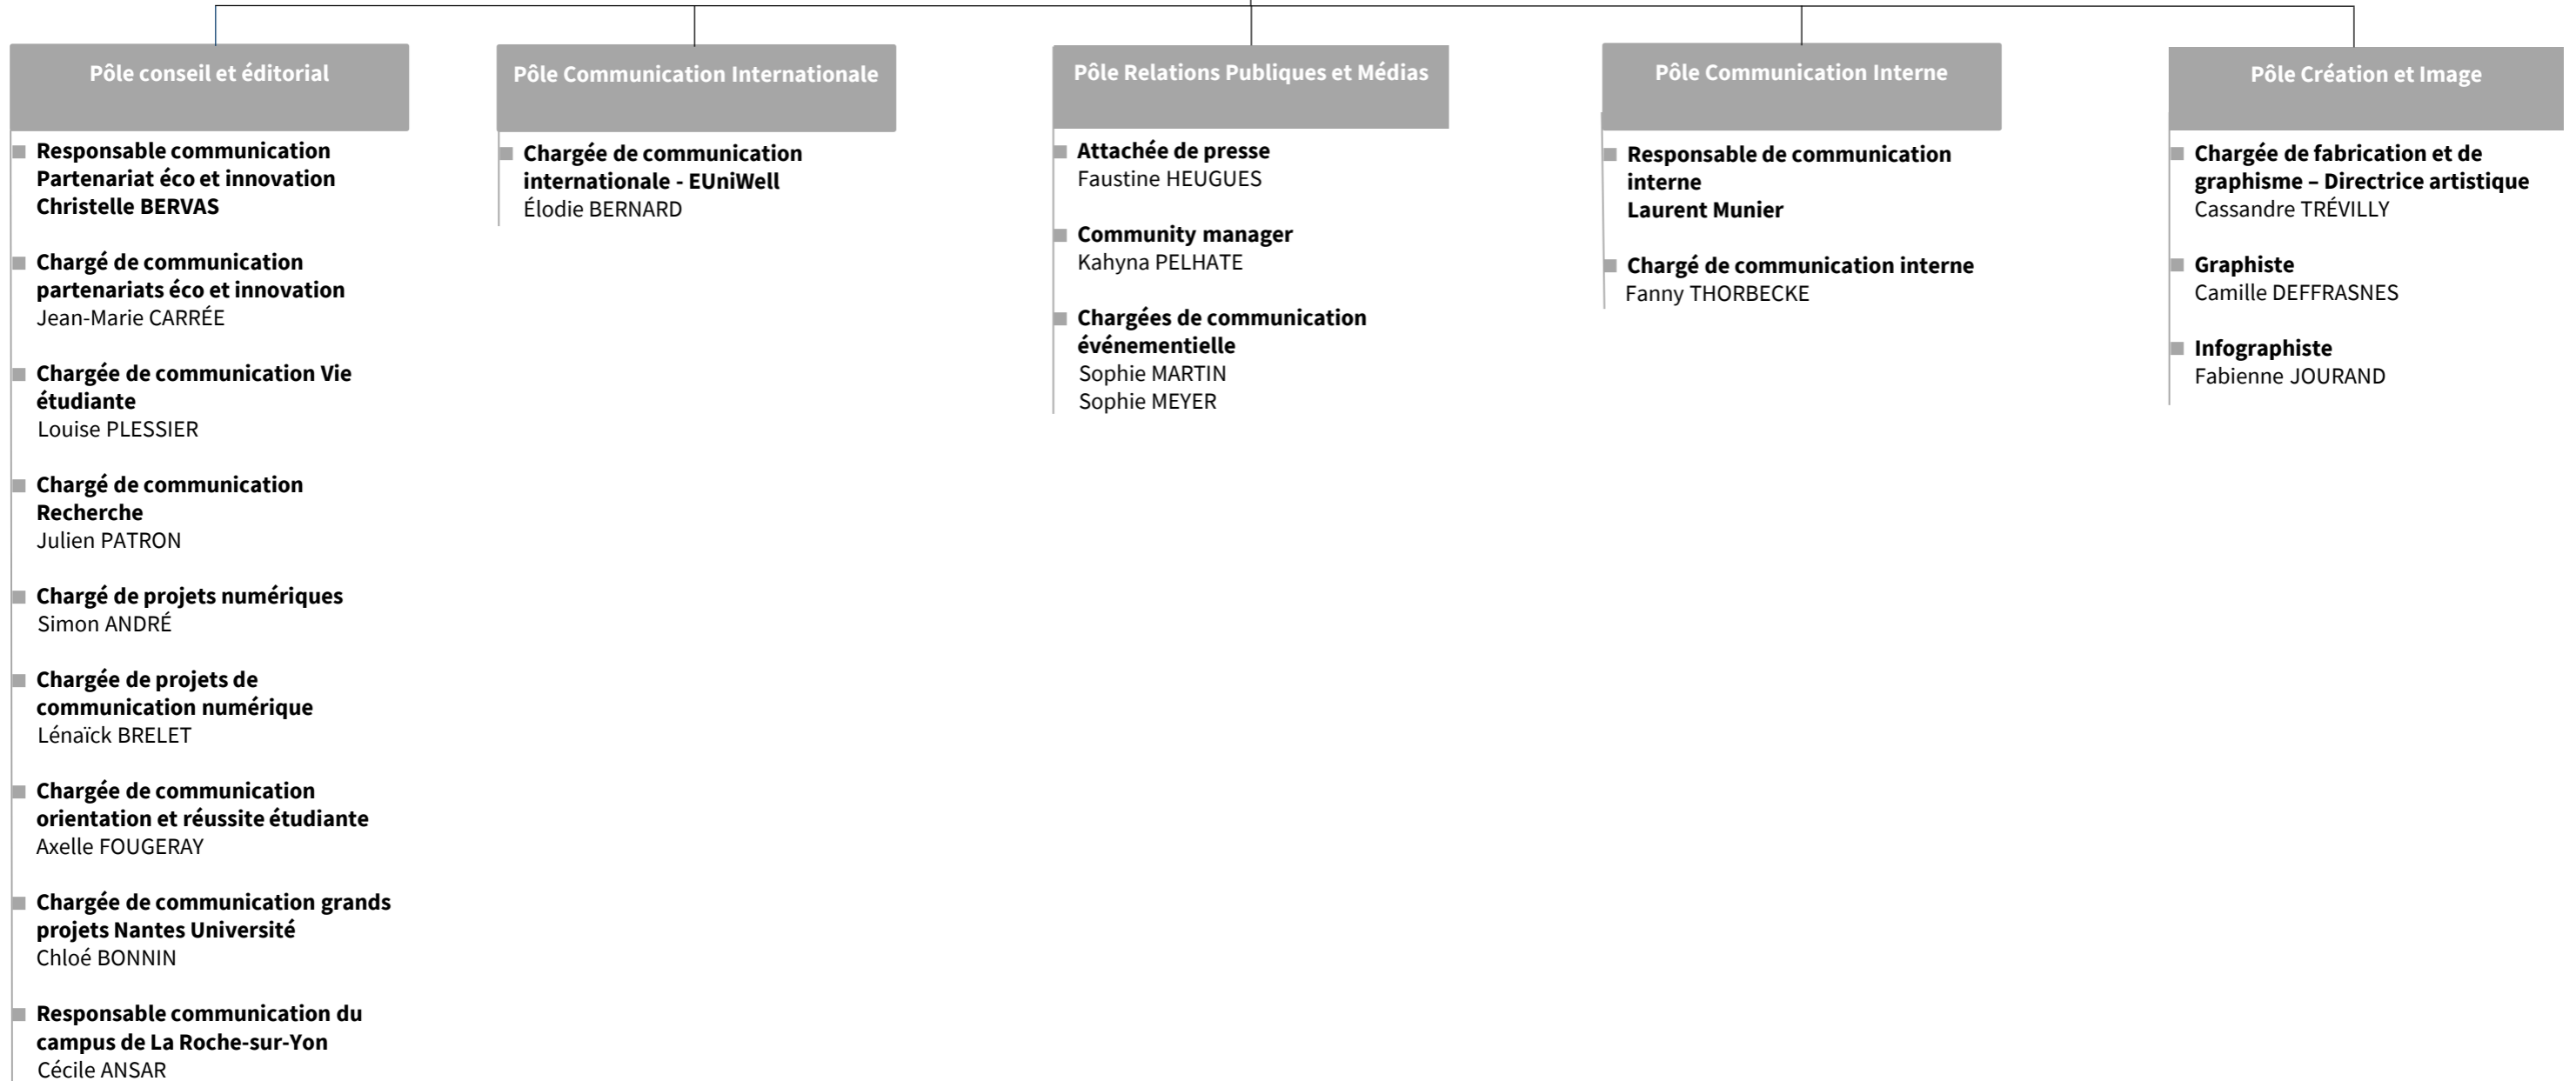 Pôle conseil et éditorial
Responsable communication
Partenariat éco et innovation
Christelle BERVAS
Chargé de communication
partenariats éco et innovation
Jean-Marie CARRÉE
Chargée de communication Vie
étudiante
Louise PLESSIER
Chargé de communication
Recherche
Julien PATRON
Chargé de projets numériques
Simon ANDRÉ
Chargée de projets de
communication numérique
Lénaïck BRELET
Chargée de communication
orientation et réussite étudiante
Axelle FOUGERAY
Chargée de communication grands
projets Nantes Université
Chloé BONNIN
Responsable communication du
campus de La Roche-sur-Yon
Cécile ANSAR
Pôle Communication Internationale
Chargée de communication
internationale - EUniWell
Élodie BERNARD
Pôle Relations Publiques et Médias
Attachée de presse
Faustine HEUGUES
Community manager
Kahyna PELHATE
Chargées de communication
événementielle
Sophie MARTIN
Sophie MEYER
Pôle Communication Interne
Responsable de communication
interne
Laurent Munier
Chargé de communication interne
Fanny THORBECKE
Pôle Création et Image
Chargée de fabrication et de
graphisme – Directrice artistique
Cassandre TRÉVILLY
Graphiste
Camille DEFFRASNES
Infographiste
Fabienne JOURAND